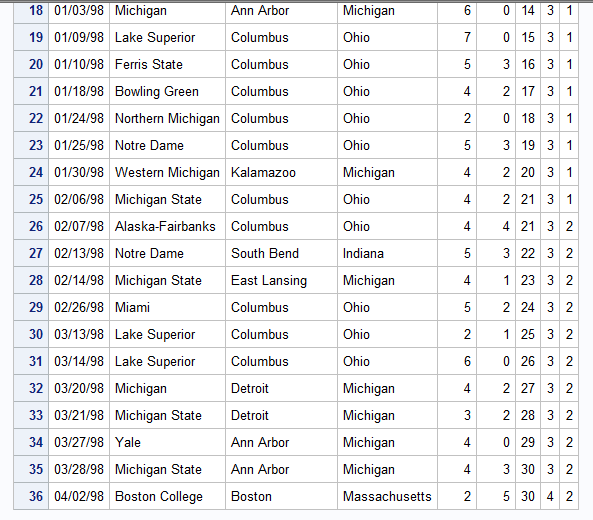 18 01/03/98 Michigan Ann Arbor Michigan 6 0 14 3 1
19 01/09/98 Lake Superior Columbus Ohio 7 0 15 3 1
20 01/10/98 Ferris State Columbus Ohio 5 3 16 3 1
21 01/18/98 Bowling Green Columbus Ohio 4 2 17 3 1
22 01/24/98 Northern Michigan Columbus Ohio 2 0 18 3 1
23 01/25/98 Notre Dame Columbus Ohio 5 3 19 3 1
24 01/30/98 Western Michigan Kalamazoo Michigan 4 2 20 3 1
25 02/06/98 Michigan State Columbus Ohio 4 2 21 3 1
26 02/07/98 Alaska-Fairbanks Columbus Ohio 4 4 21 3 2
27 02/13/98 Notre Dame South Bend Indiana 5 3 22 3 2
28 02/14/98 Michigan State East Lansing Michigan 4 1 23 3 2
29 02/26/98 Miami Columbus Ohio 5 2 24 3 2
30 03/13/98 Lake Superior Columbus Ohio 2 1 25 3 2
31 03/14/98 Lake Superior Columbus Ohio 6 0 26 3 2
32 03/20/98 Michigan Detroit Michigan 4 2 27 3 2
33 03/21/98 Michigan State Detroit Michigan 3 2 28 3 2
34 03/27/98 Yale Ann Arbor Michigan 4 0 29 3 2
35 03/28/98 Michigan State Ann Arbor Michigan 4 3 30 3 2
36 04/02/98 Boston College Boston Massachusetts 2 5 30 4 2